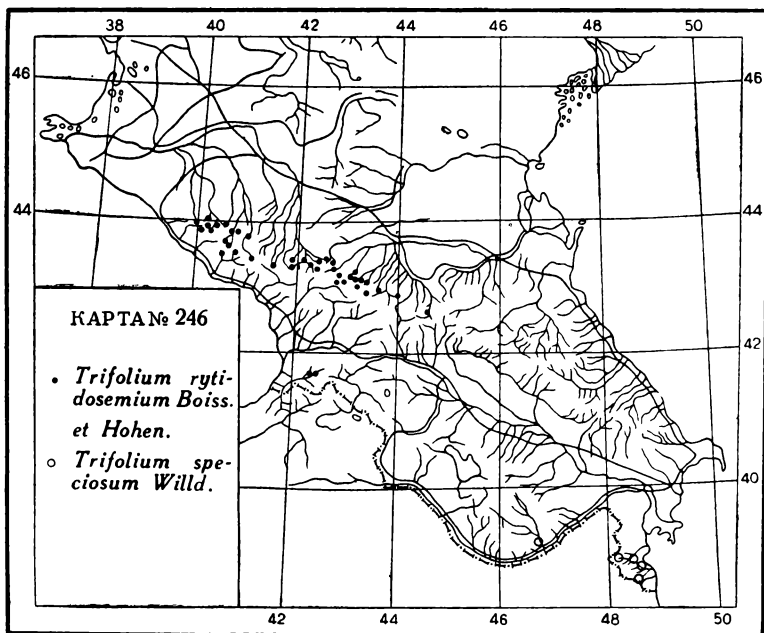 38 40 42 44 46 48 50
46 46
44 44
42
40
КАРТА № 246
• Trifolium ryti-
dosemium Boiss.
et Hohen.
○ Trifolium spe-
ciosum Willd.
42 44 46 48 50